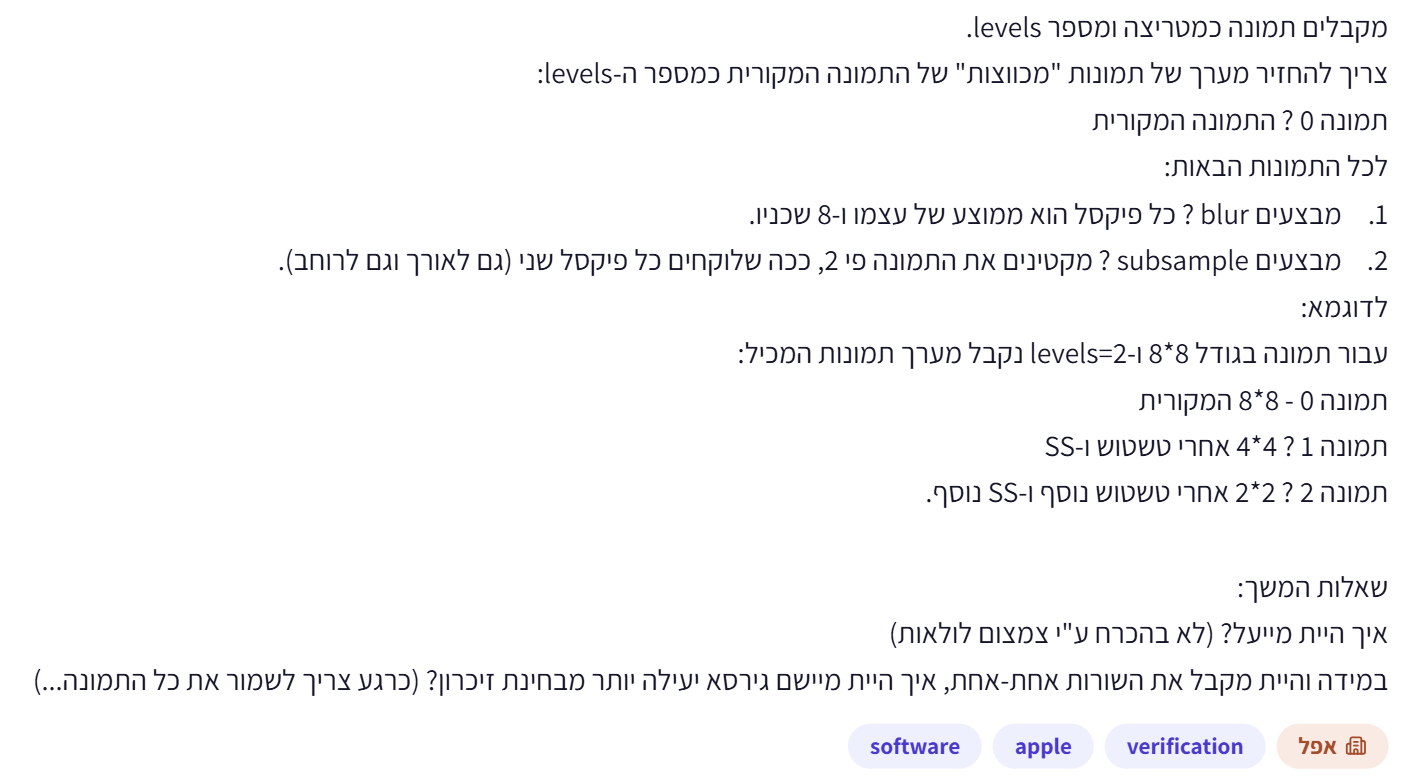 מקבלים תמונה כמטריצה ומספר levels.
צריך להחזיר מערך של תמונות "מכווצות" של התמונה המקורית כמספר ה-levels:
תמונה 0 ? התמונה המקורית
לכל התמונות הבאות:
1. מבצעים blur ? כל פיקסל הוא ממוצע של עצמו ו-8 שכניו.
2. מבצעים subsample ? מקטינים את התמונה פי 2, ככה שלוקחים כל פיקסל שני (גם לאורך וגם לרוחב).
לדוגמא:
עבור תמונה בגודל 8*8 ו-levels=2 נקבל מערך תמונות המכיל:
תמונה 0 - 8*8 המקורית
תמונה 1 ? 4*4 אחרי טשטוש ו-SS
תמונה 2 ? 2*2 אחרי טשטוש נוסף ו-SS נוסף.
שאלות המשך:
איך היית מייעל? (לא בהכרח ע"י צמצום לולאות)
במידה והיית מקבל את השורות אחת-אחת, איך היית מיישם גירסא יעילה יותר מבחינת זיכרון? (כרגע צריך לשמור את כל התמונה...)
אפל verification apple software